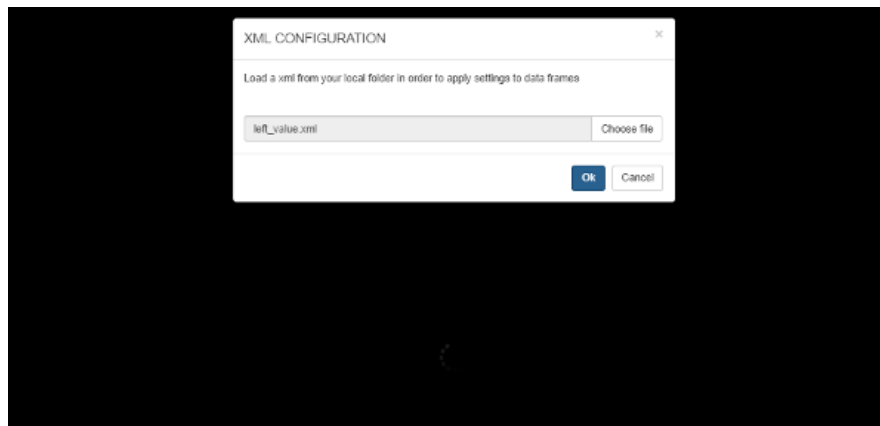 XML CONFIGURATION ×
Load a xml from your local folder in order to apply settings to data frames
left_value.xml Choose file
Ok Cancel